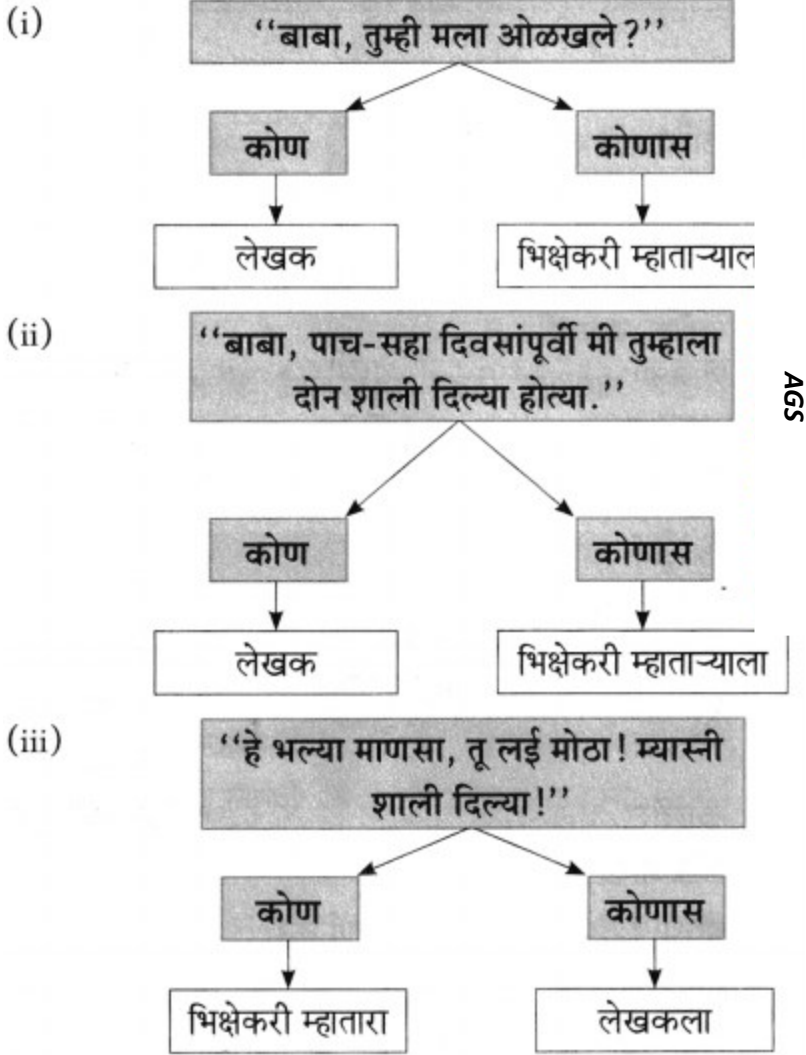 (i)
‘‘बाबा, तुम्ही मला ओळखले?’’
कोण कोणास
लेखक भिक्षेकरी म्हाताऱ्याल
(ii)
‘‘बाबा, पाच-सहा दिवसांपूर्वी मी तुम्हाला
दोन शाली दिल्या होत्या.’’
AGS
कोण कोणास
लेखक भिक्षेकरी म्हाताऱ्याला
(iii)
‘‘हे भल्या माणसा, तू लई मोठा! म्यास्नी
शाली दिल्या!’’
कोण कोणास
भिक्षेकरी म्हातारा लेखकला